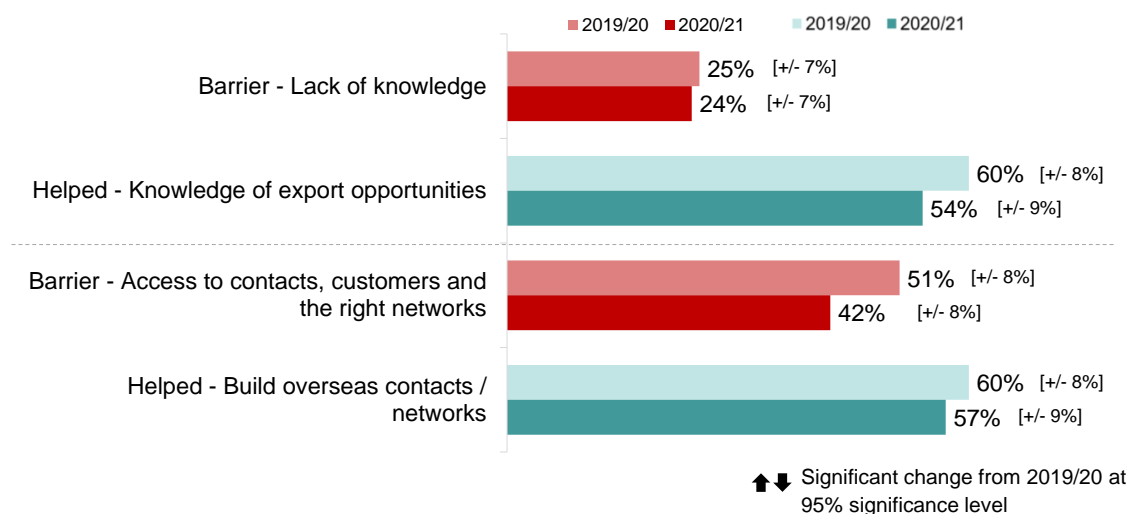 2019/20 2020/21 2019/20 2020/21
Barrier - Lack of knowledge
25% [+/- 7%]
24% [+/- 7%]
Helped - Knowledge of export opportunities
60% [+/- 8%]
54% [+/- 9%]
Barrier - Access to contacts, customers and
the right networks
51% [+/- 8%]
42% [+/- 8%]
Helped - Build overseas contacts /
networks
60% [+/- 8%]
57% [+/- 9%]
Significant change from 2019/20 at
95% significance level